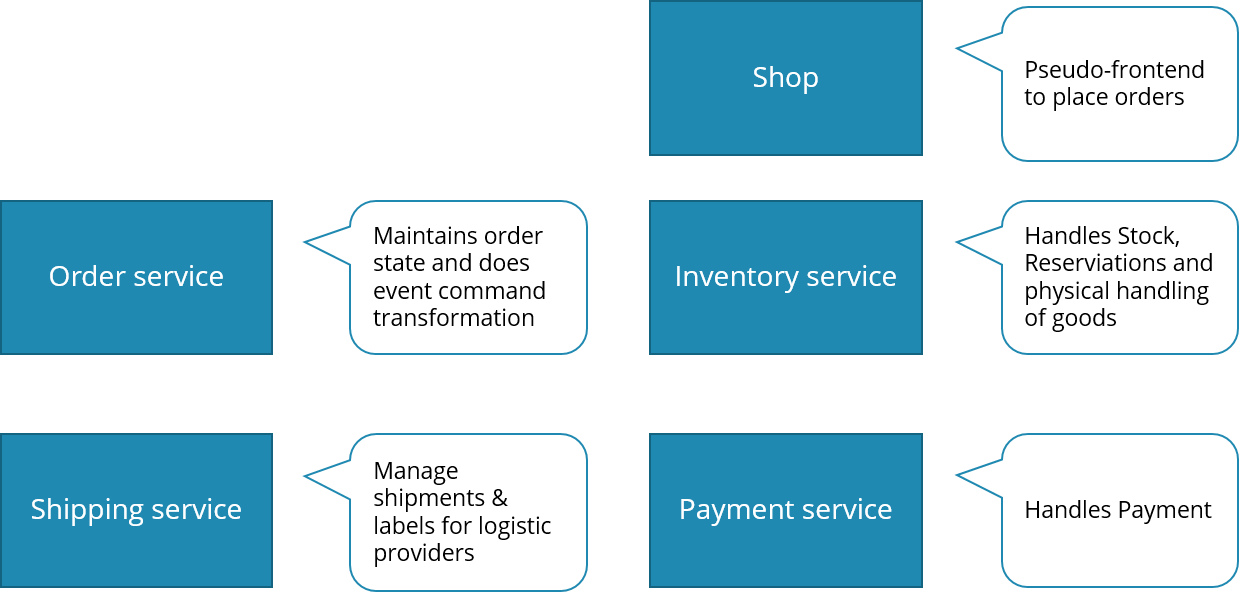 Shop
Pseudo-frontend
to place orders
Order service
Maintains order
state and does
event command
transformation
Inventory service
Handles Stock,
Reserviations and
physical handling
of goods
Shipping service
Manage
shipments &
labels for logistic
providers
Payment service
Handles Payment